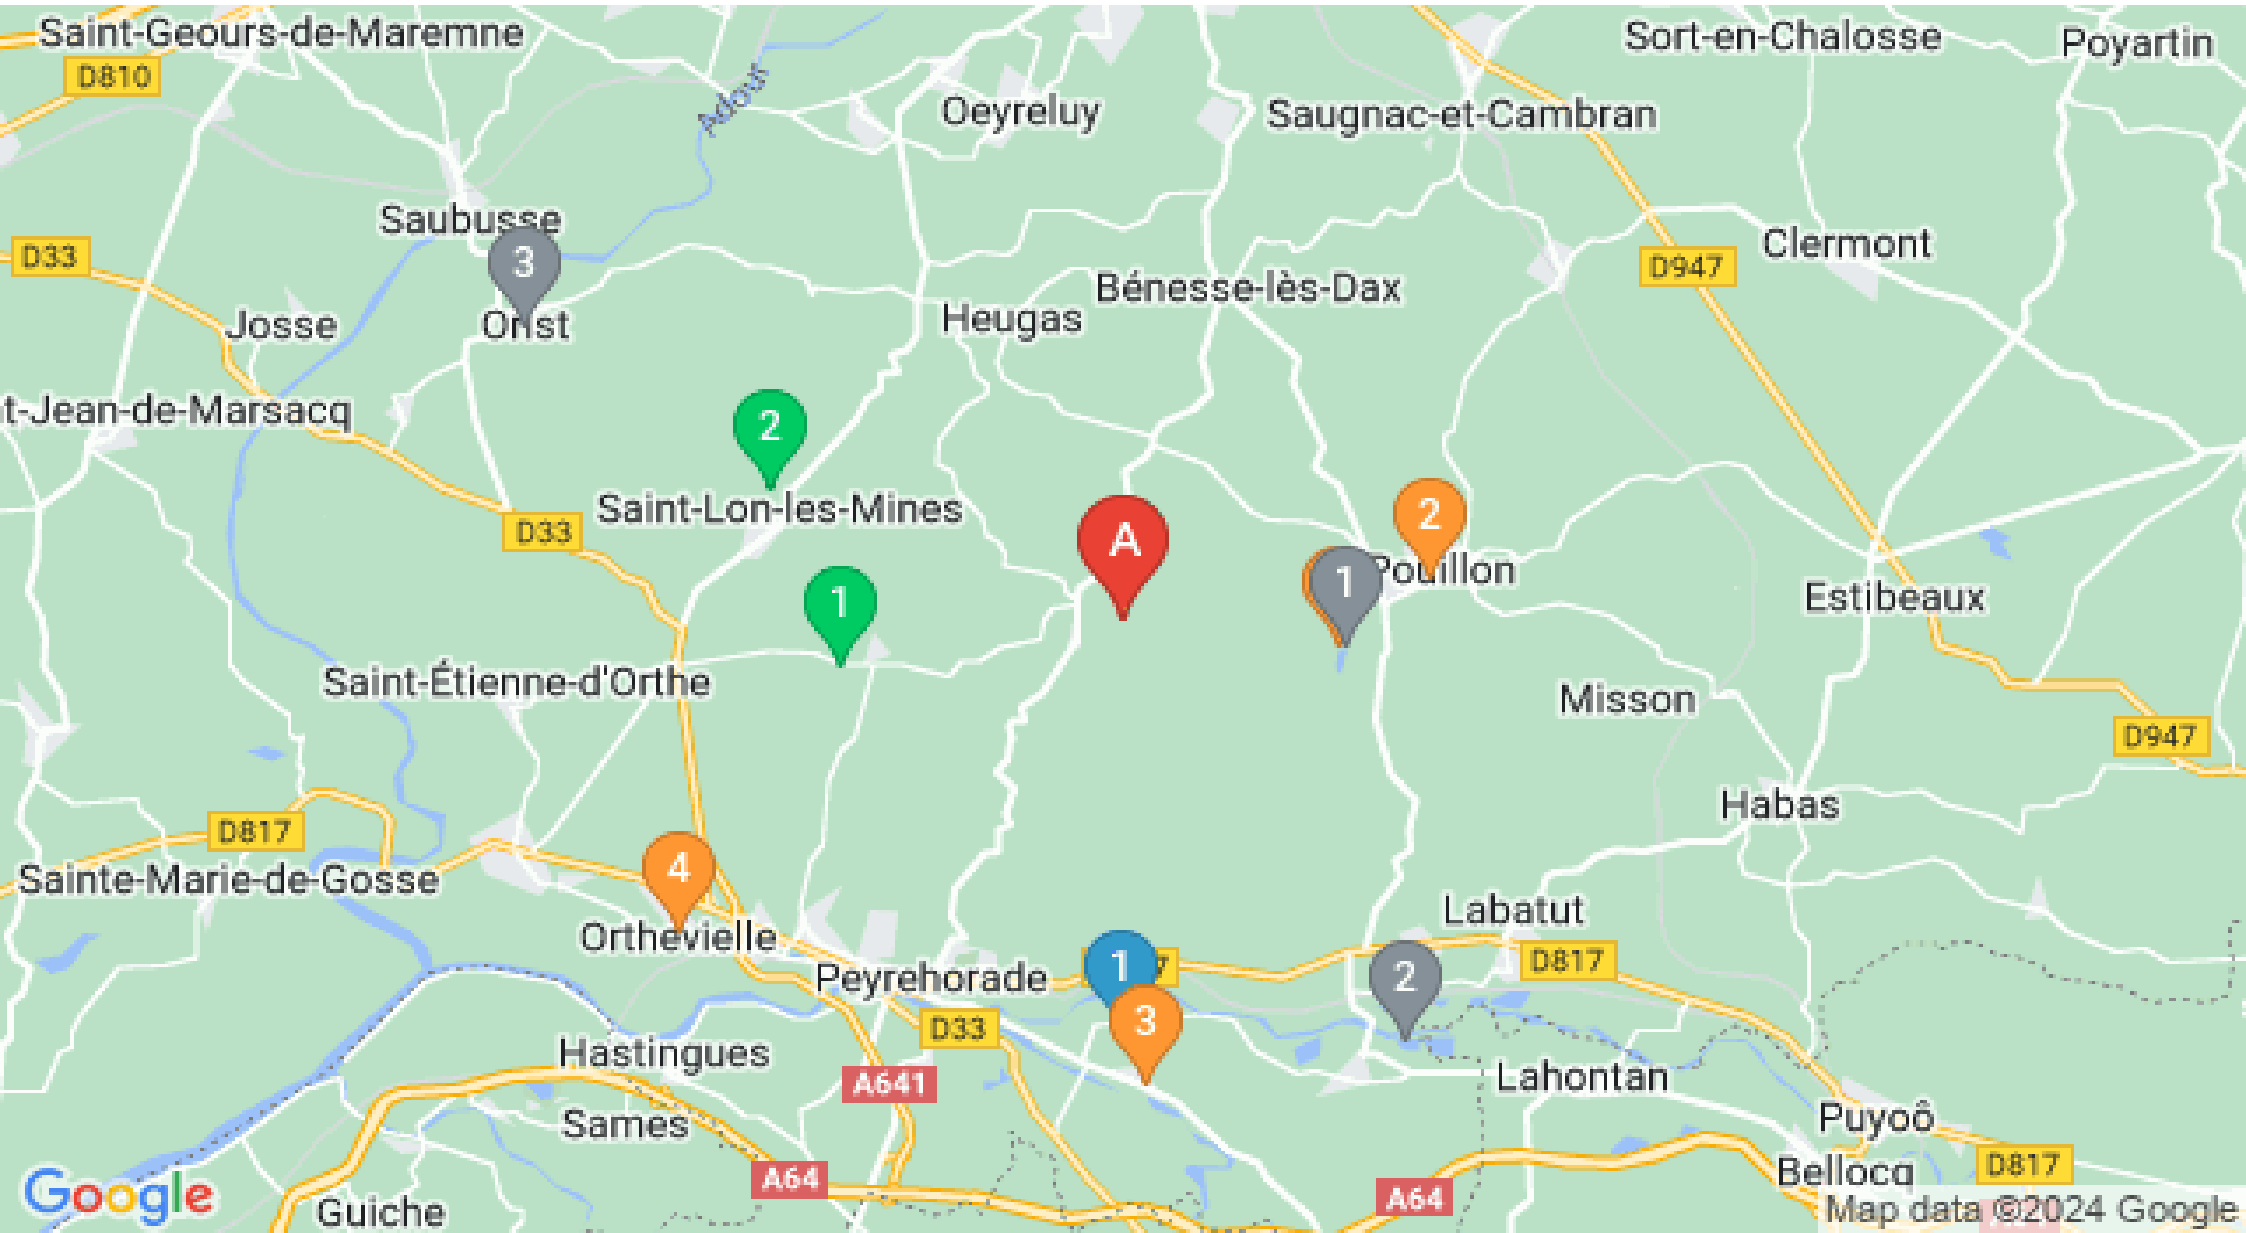 Saint-Geours-de-Maremne
Sort-en-Chalosse
Poyartin
D810
Adour
Oeyreluy
Saugnac-et-Cambran
Saubusse
D33
3
Clermont
D947
Bénesse-lès-Dax
Josse
Orist
Heugas
t-Jean-de-Marsacq
2
Saint-Lon-les-Mines
D33
A
2
1
Pouillon
1
Estibeaux
Saint-Étienne-d'Orthe
Misson
D947
Habas
D817
4
Sainte-Marie-de-Gosse
Labatut
Orthevielle
1
7
D817
Peyrehorade
2
3
D33
Hastingues
A641
Lahontan
Sames
Puyoô
A64
Bellocq
D817
A64
Google
Guiche
Map data ©2024 Google